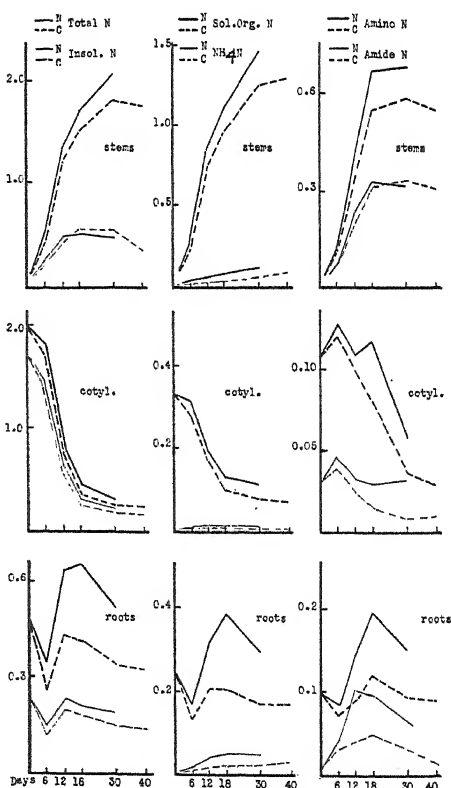 N
C Total N
N
C Sol.Org. N
N
C Amino N
N
C Insol. N
N
C NH4N
N
C Amide N
2.0
1.0
stems
1.5
1.0
0.5
stems
0.6
0.3
stems
2.0
1.0
cotyl.
0.4
0.2
cotyl.
0.10
0.05
cotyl.
0.6
0.3
roots
0.4
0.2
roots
0.2
0.1
roots
Days 6 12 18 30 40
6 12 18 30 40
6 12 18 30 40